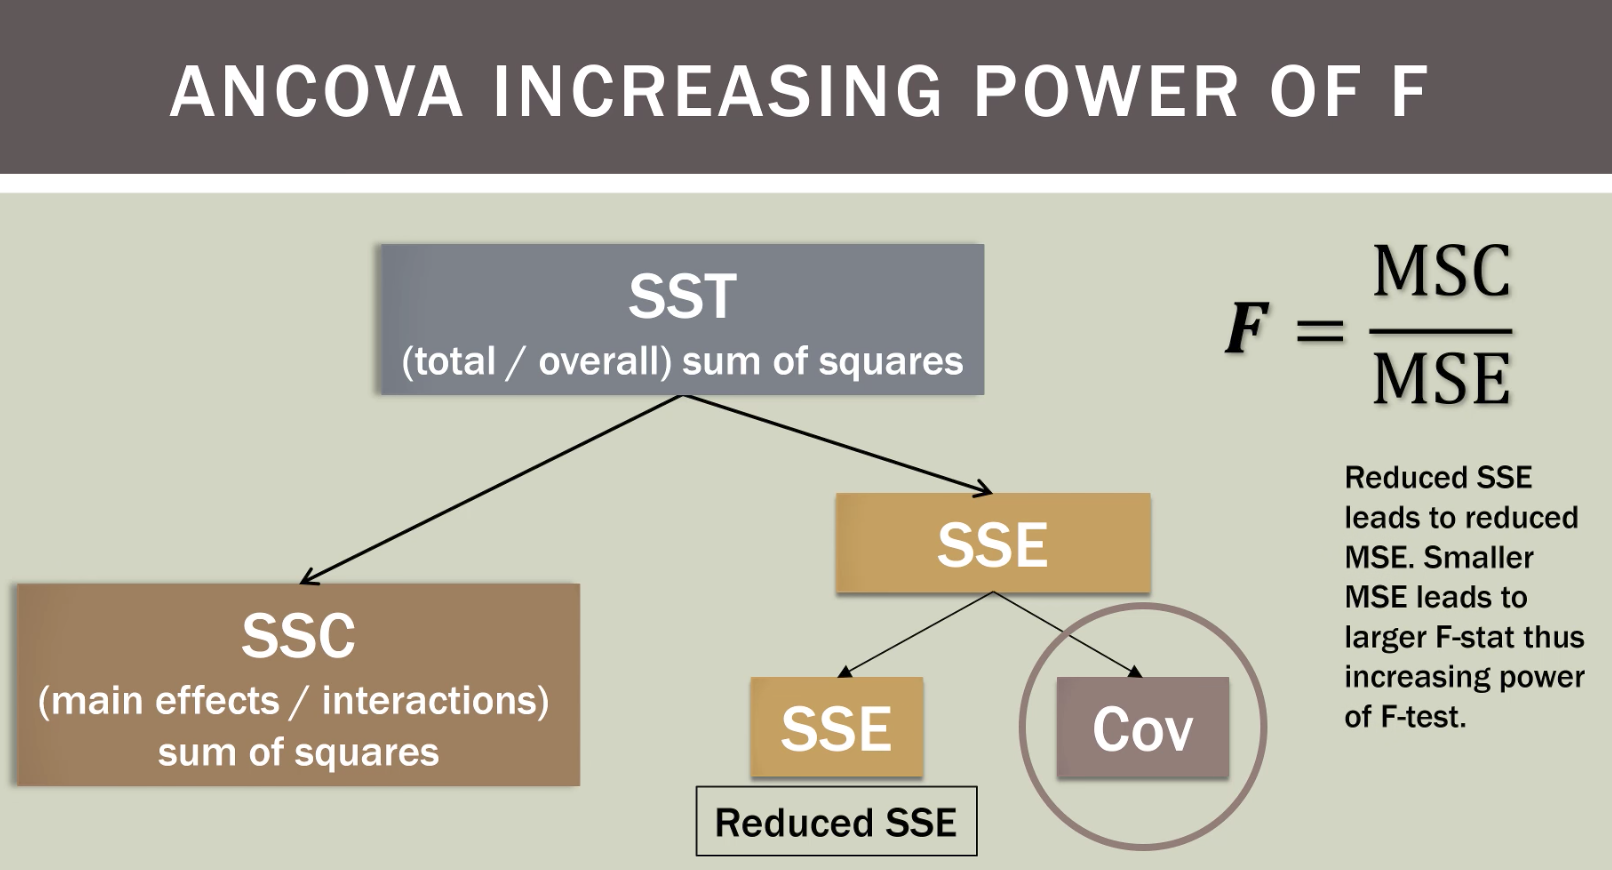 ANCOVA INCREASING POWER OF F
SST
(total / overall) sum of squares
F = MSC / MSE
SSE
SSC
(main effects / interactions)
sum of squares
SSE
Cov
Reduced SSE
Reduced SSE
leads to reduced
MSE. Smaller
MSE leads to
larger F-stat thus
increasing power
of F-test.